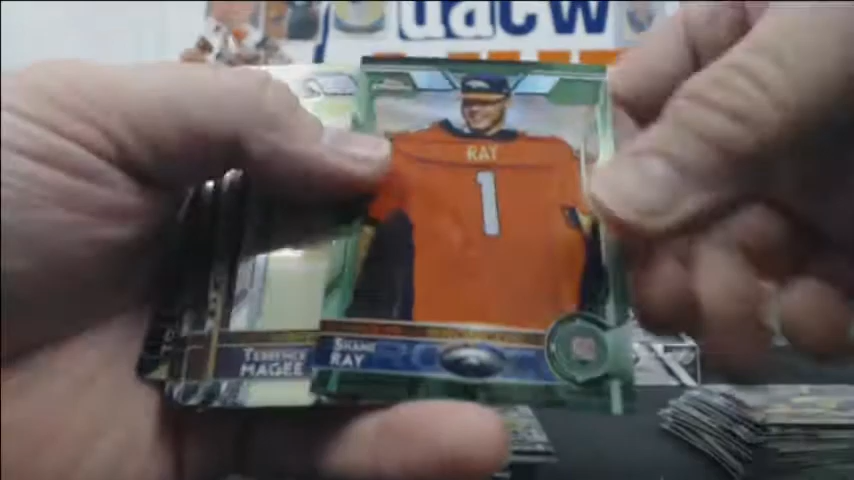 uacw
RAY
1
TERRENCE
MAGEE
SHANE
RAY